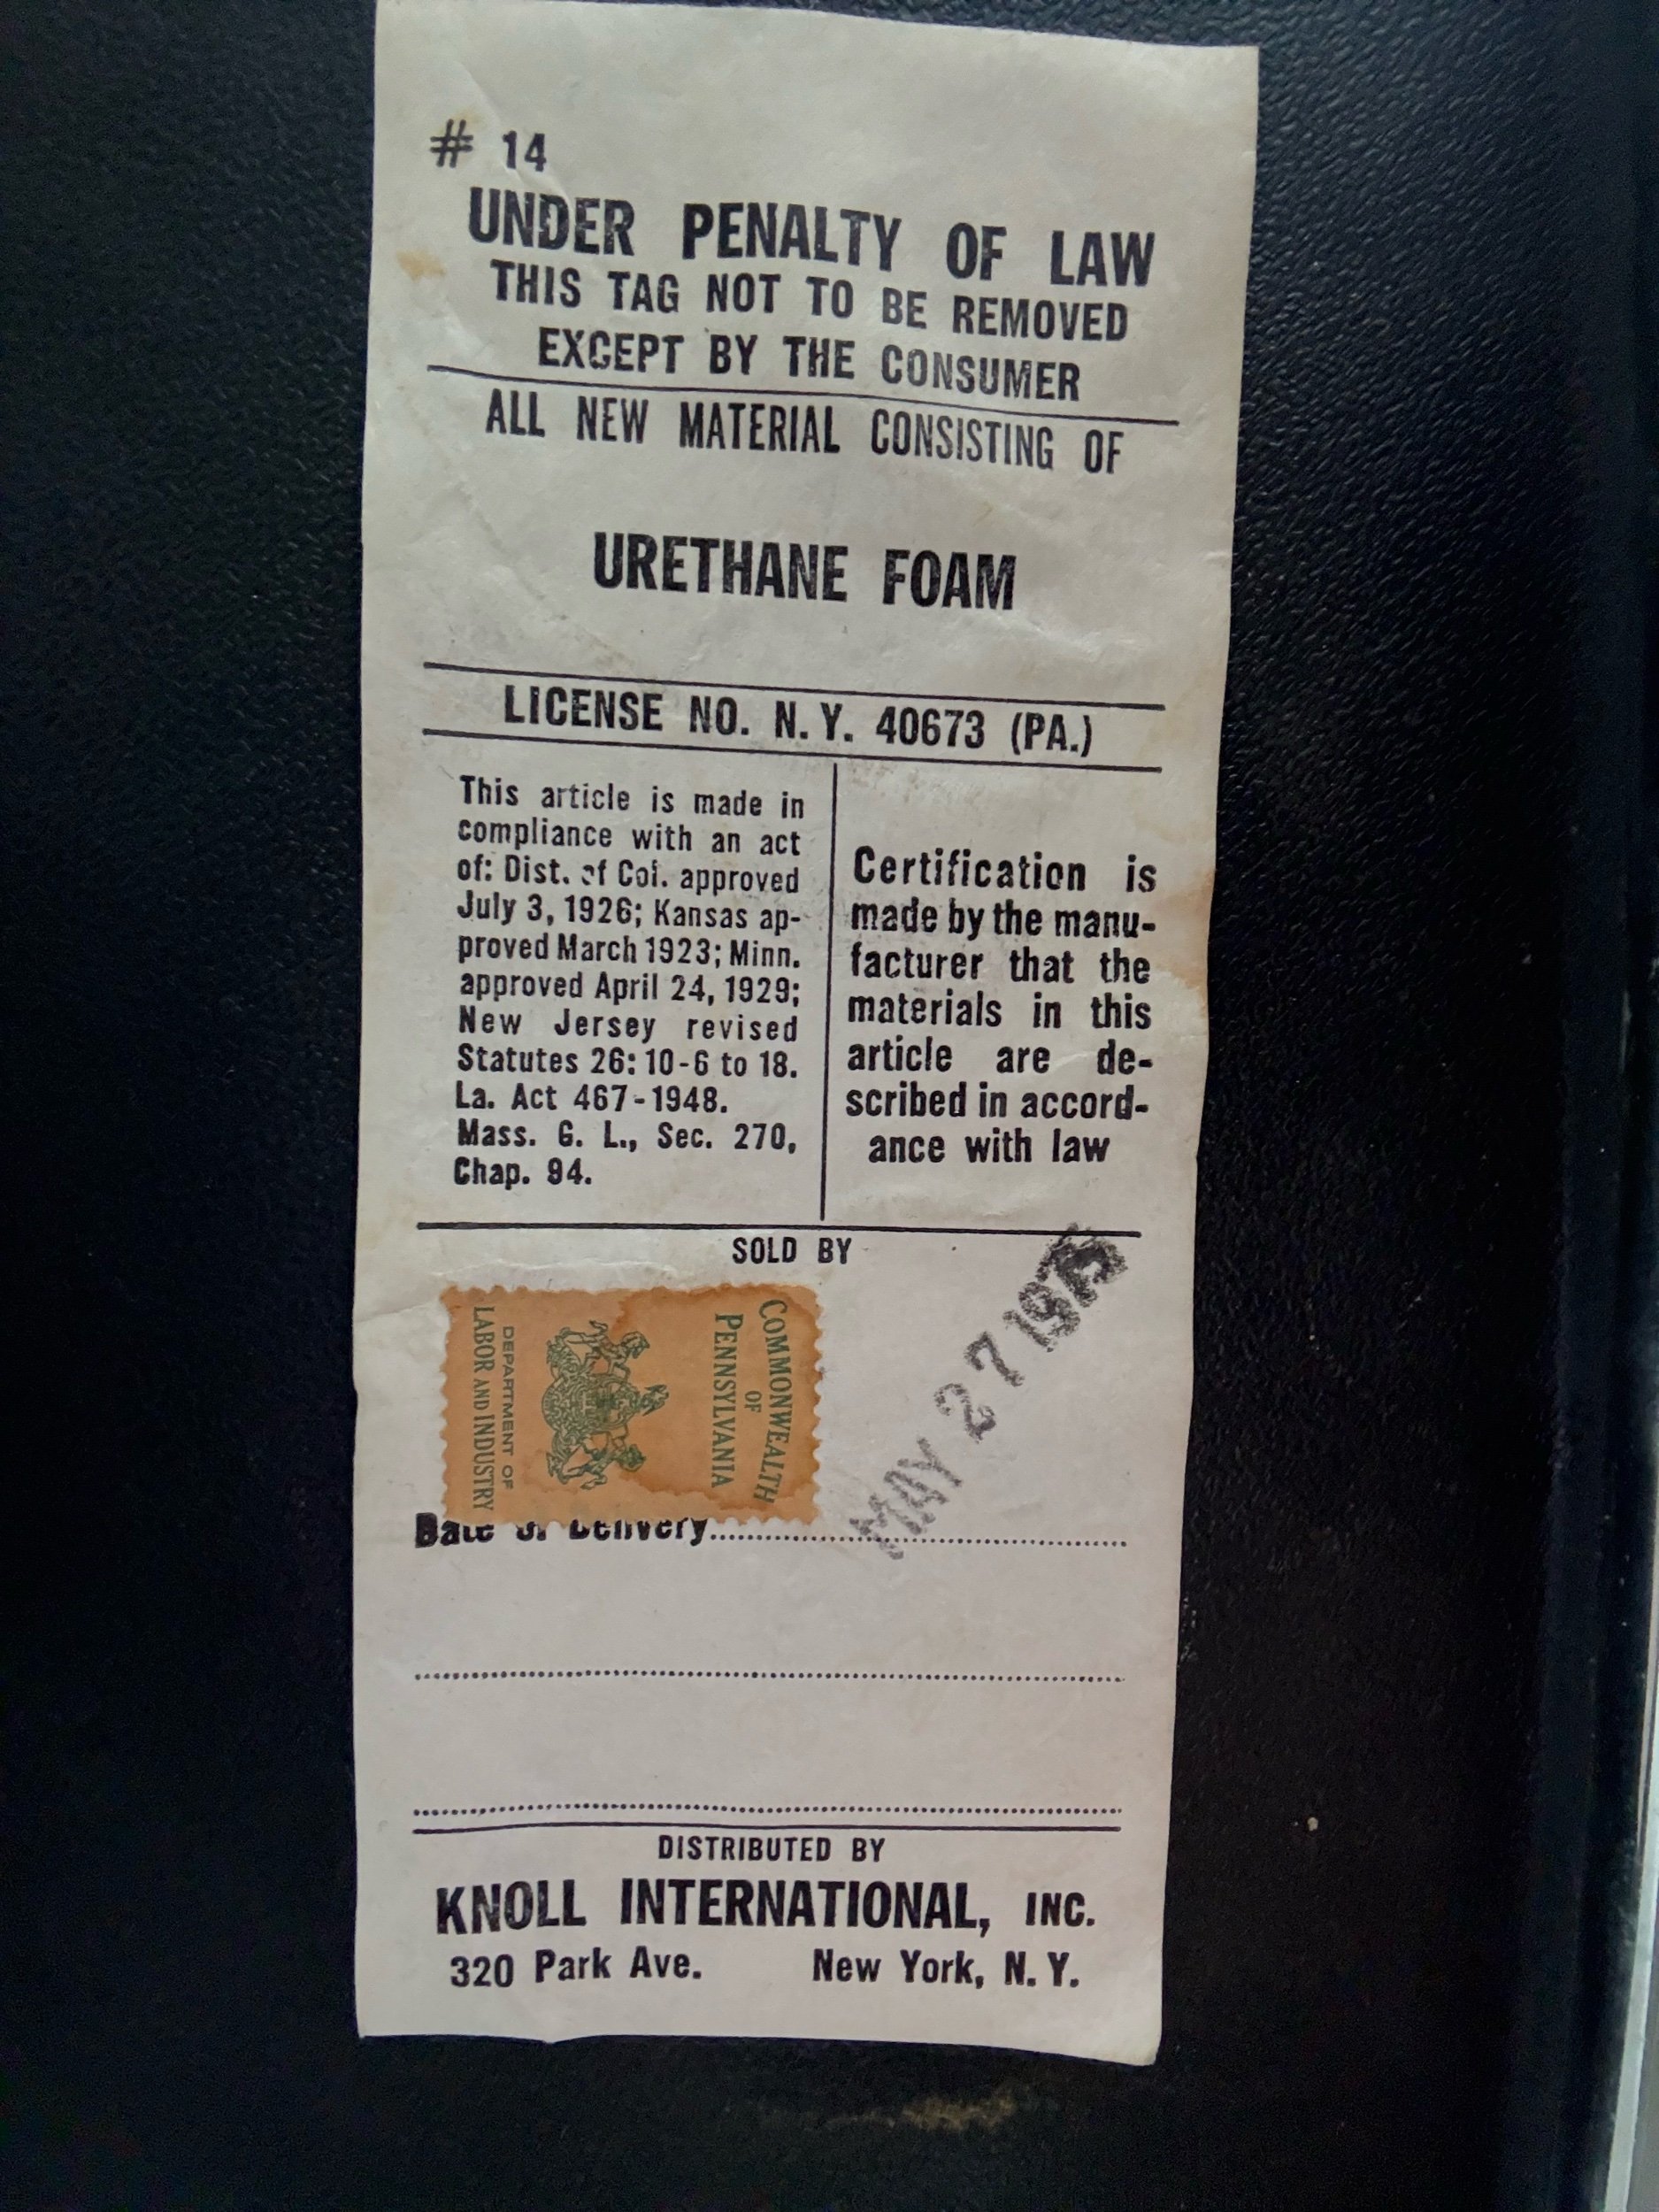 # 14
UNDER PENALTY OF LAW
THIS TAG NOT TO BE REMOVED
EXCEPT BY THE CONSUMER
ALL NEW MATERIAL CONSISTING OF
URETHANE FOAM
LICENSE NO. N. Y. 40673 (PA.)
This article is made in
compliance with an act
of: Dist. of Col. approved
July 3, 1926; Kansas ap-
proved March 1923; Minn.
approved April 24, 1929;
New Jersey revised
Statutes 26: 10-6 to 18.
La. Act 467-1948.
Mass. G. L., Sec. 270,
Chap. 94.
Certification is
made by the manu-
facturer that the
materials in this
article are de-
scribed in accord-
ance with law
SOLD BY
COMMONWEALTH
OF
PENNSYLVANIA
DEPARTMENT OF
LABOR AND INDUSTRY
MAY 27
Date of Delivery
DISTRIBUTED BY
KNOLL INTERNATIONAL, INC.
320 Park Ave. New York, N. Y.